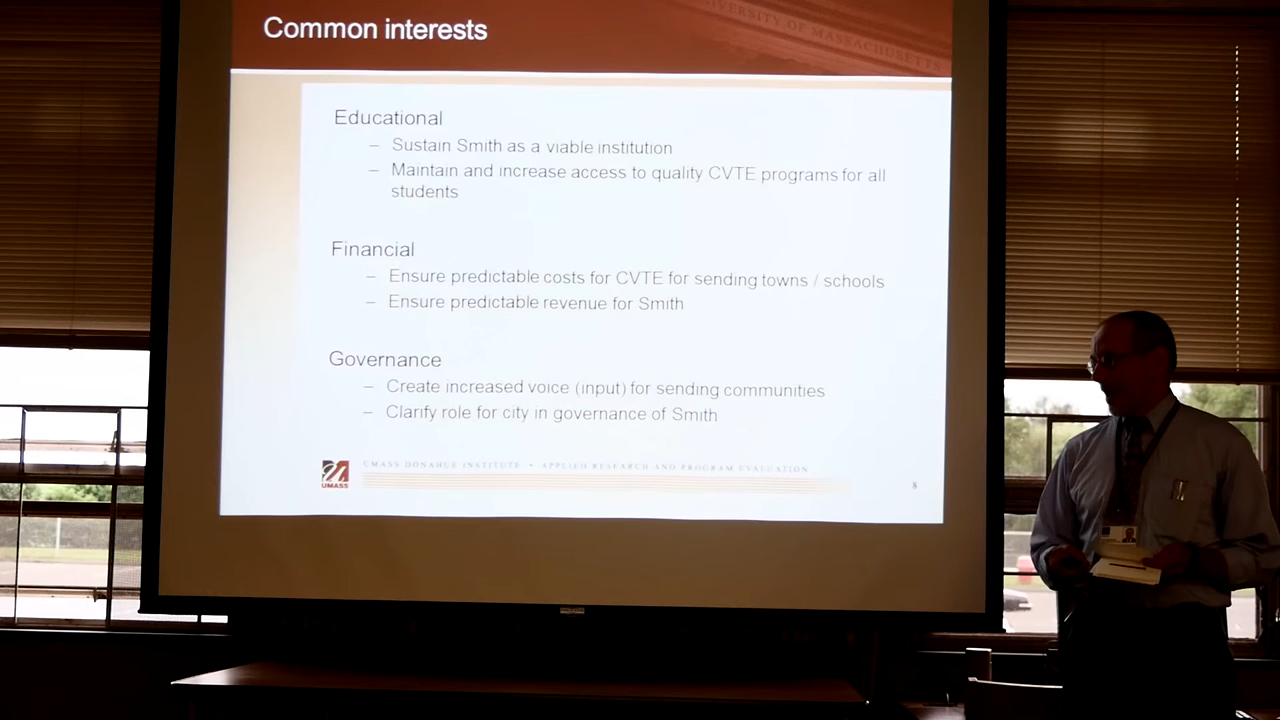 Common interests
UNIVERSITY OF MASSACHUSETTS
Educational
– Sustain Smith as a viable institution
– Maintain and increase access to quality CVTE programs for all
students
Financial
– Ensure predictable costs for CVTE for sending towns / schools
– Ensure predictable revenue for Smith
Governance
– Create increased voice (input) for sending communities
– Clarify role for city in governance of Smith
UMASS
UMASS DONAHUE INSTITUTE • APPLIED RESEARCH AND PROGRAM EVALUATION
8